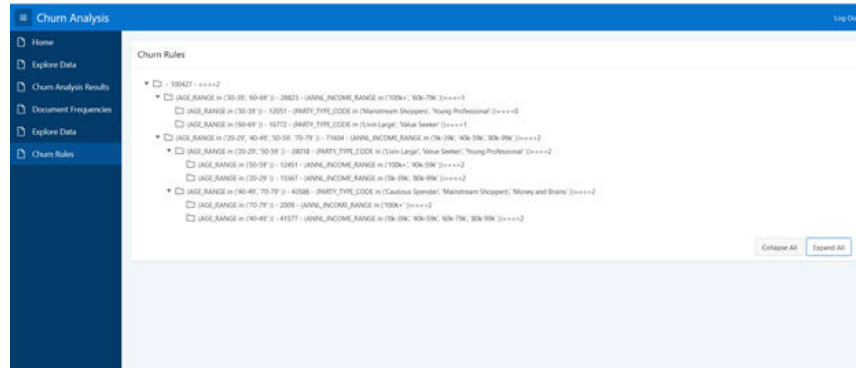 Churn Analysis
Log Ou
Home
Explore Data
Churn Analysis Results
Document Frequencies
Explore Data
Churn Rules
Churn Rules
- 100427 - ====2
(AGE_RANGE in ('30-39', '60-69' )) - 28823 - (ANNL_INCOME_RANGE in ('100k+', '60k-79k' ))====1
(AGE_RANGE in ('30-39' )) - 12051 - (PARTY_TYPE_CODE in ('Mainstream Shoppers', 'Young Professional' ))====0
(AGE_RANGE in ('60-69' )) - 16772 - (PARTY_TYPE_CODE in ('Livin Large', 'Value Seeker' ))====1
(AGE_RANGE in ('20-29', '40-49', '50-59', '70-79' )) - 71604 - (ANNL_INCOME_RANGE in ('0k-39k', '40k-59k', '80k-99k' ))====2
(AGE_RANGE in ('20-29', '50-59' )) - 28018 - (PARTY_TYPE_CODE in ('Livin Large', 'Value Seeker', 'Young Professional' ))====2
(AGE_RANGE in ('50-59' )) - 12451 - (ANNL_INCOME_RANGE in ('100k+', '40k-59k' ))====2
(AGE_RANGE in ('20-29' )) - 15567 - (ANNL_INCOME_RANGE in ('0k-39k', '80k-99k' ))====2
(AGE_RANGE in ('40-49', '70-79' )) - 43586 - (PARTY_TYPE_CODE in ('Cautious Spender', 'Mainstream Shoppers', 'Money and Brains' ))====2
(AGE_RANGE in ('70-79' )) - 2009 - (ANNL_INCOME_RANGE in ('100k+' ))====2
(AGE_RANGE in ('40-49' )) - 41577 - (ANNL_INCOME_RANGE in ('0k-39k', '40k-59k', '60k-79k', '80k-99k' ))====2
Collapse All
Expand All